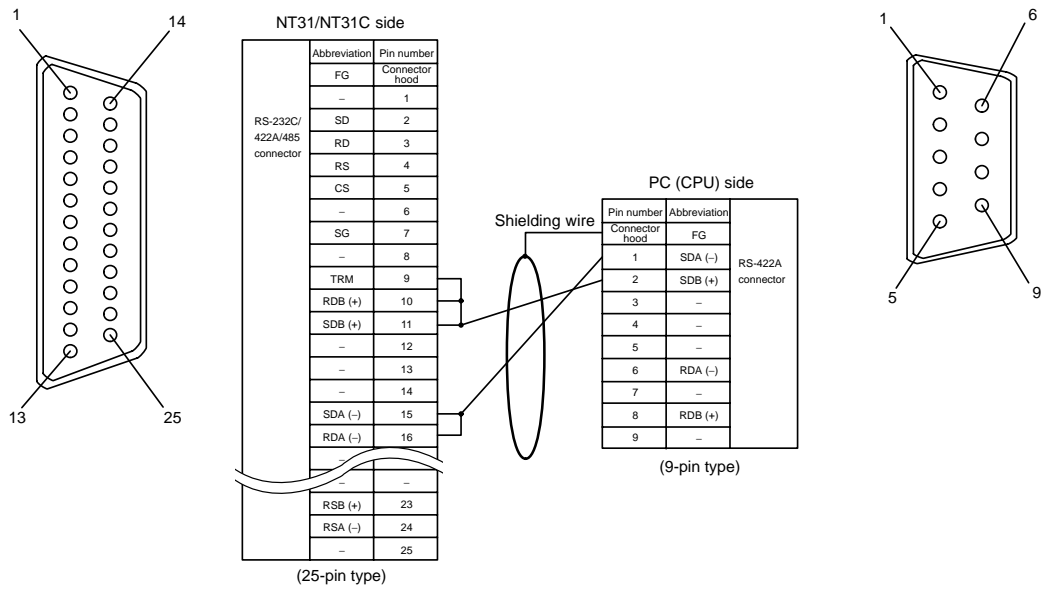 1
14
13
25
NT31/NT31C side
RS-232C/
422A/485
connector
Abbreviation Pin number
FG Connector hood
– 1
SD 2
RD 3
RS 4
CS 5
– 6
SG 7
– 8
TRM 9
RDB (+) 10
SDB (+) 11
– 12
– 13
– 14
SDA (–) 15
RDA (–) 16
–
– –
RSB (+) 23
RSA (–) 24
– 25
(25-pin type)
Shielding wire
PC (CPU) side
Pin number Abbreviation
Connector hood FG
1 SDA (–)
2 SDB (+)
3 –
4 –
5 –
6 RDA (–)
7 –
8 RDB (+)
9 –
RS-422A
connector
(9-pin type)
1
6
5
9